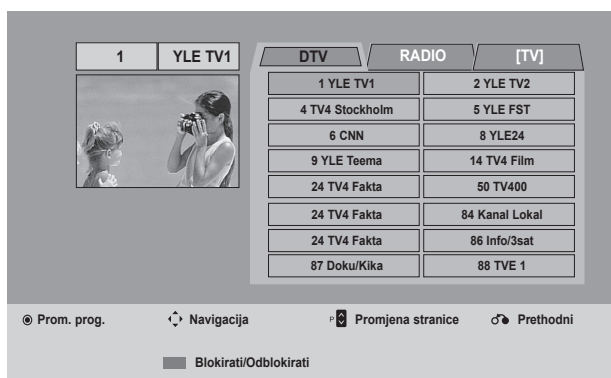 1 YLE TV1
DTV RADIO [TV]
1 YLE TV1 2 YLE TV2
4 TV4 Stockholm 5 YLE FST
6 CNN 8 YLE24
9 YLE Teema 14 TV4 Film
24 TV4 Fakta 50 TV400
24 TV4 Fakta 84 Kanal Lokal
24 TV4 Fakta 86 Info/3sat
87 Doku/Kika 88 TVE 1
Prom. prog. Navigacija P Promjena stranice Prethodni
Blokirati/Odblokirati